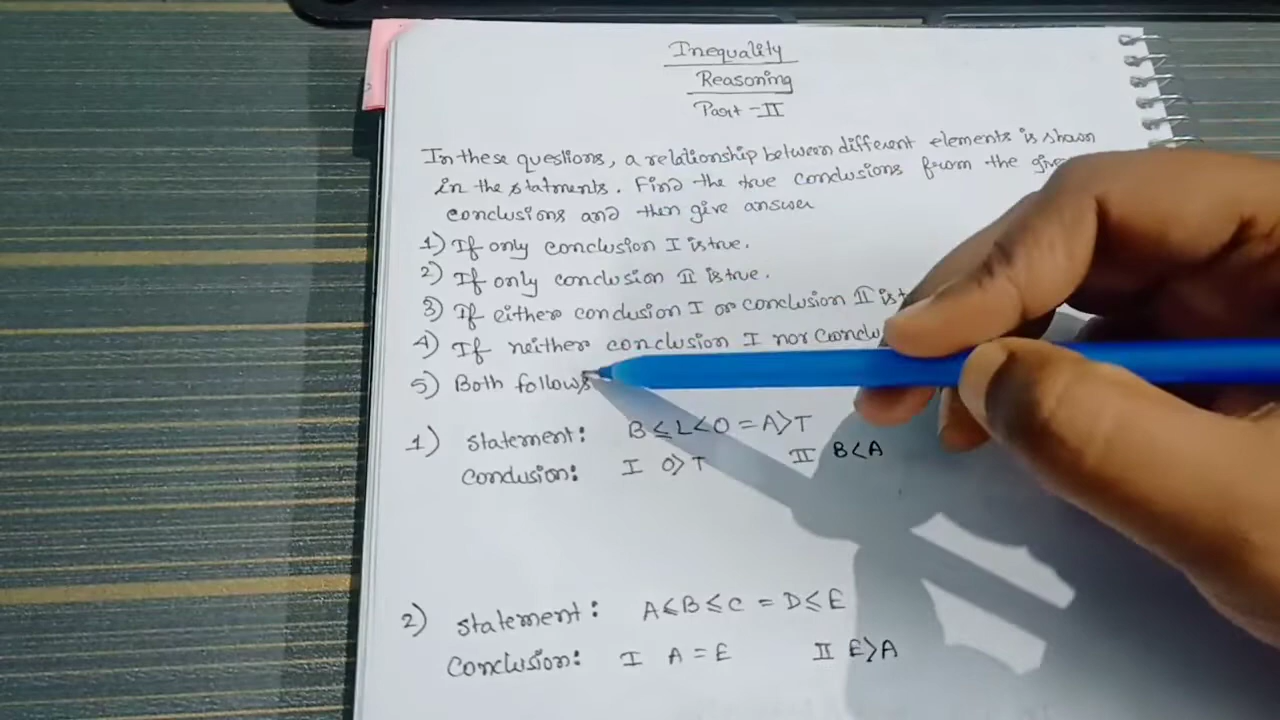 Inequality
Reasoning
Part -II
In these questions, a relationship between different elements is shown
in the statments. Find the true conclusions from the
conclusions and then give answer
1) If only conclusion I is true.
2) If only conclusion II is true.
3) If either conclusion I or conclusion II is
4) If neither conclusion I nor
5) Both follows
1) Statement: B ≤ L < O = A > T
Conclusion: I O > T II B < A
2) Statement: A ≤ B ≤ C = D ≤ E
Conclusion: I A = E II E > A